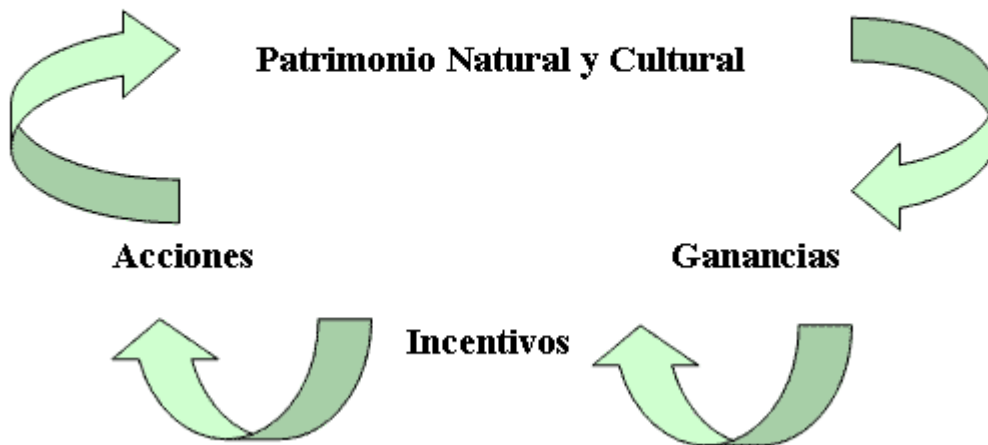 Patrimonio Natural y Cultural
Acciones
Ganancias
Incentivos